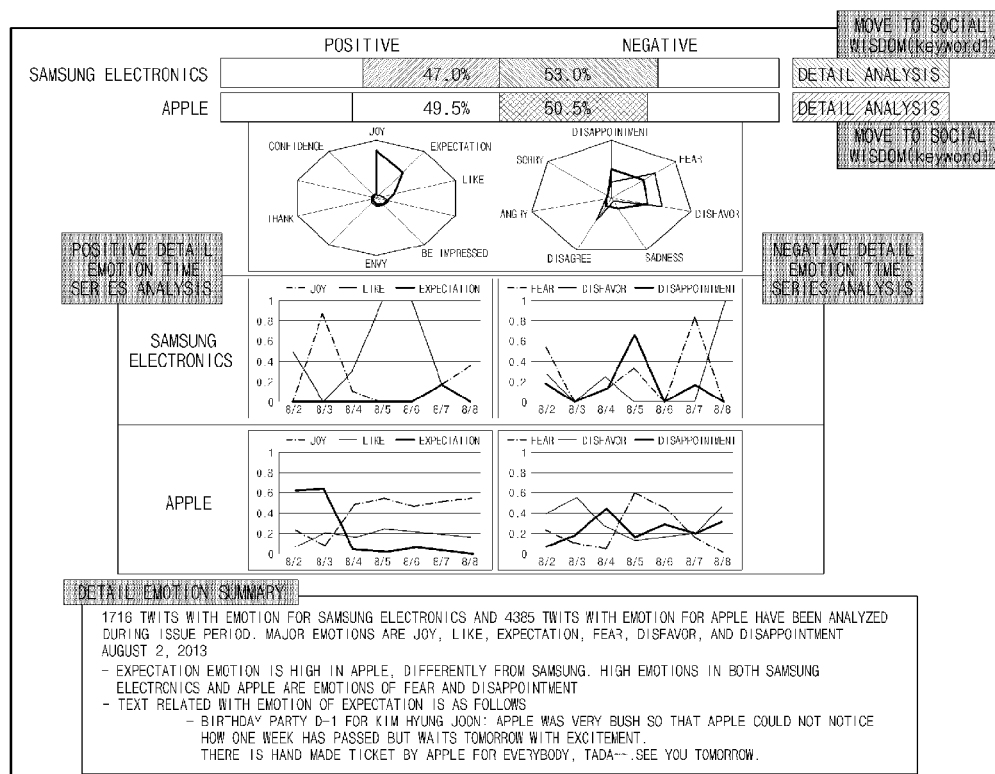 MOVE TO SOCIAL
WISDOM(keyword1
POSITIVE NEGATIVE
SAMSUNG ELECTRONICS 47.0% 53.0% DETAIL ANALYSIS
APPLE 49.5% 50.5% DETAIL ANALYSIS
MOVE TO SOCIAL
WISDOM(keyword1
JOY
EXPECTATION
LIKE
BE IMPRESSED
ENVY
THANK
CONFIDENCE
DISAPPOINTMENT
FEAR
DISFAVOR
SADNESS
DISAGREE
ANGRY
SORRY
POSITIVE DETAIL
EMOTION TIME
SERIES ANALYSIS
NEGATIVE DETAIL
EMOTION TIME
SERIES ANALYSIS
SAMSUNG
ELECTRONICS
JOY LIKE EXPECTATION
1
0.8
0.6
0.4
0.2
0
8/2 8/3 8/4 8/5 8/6 8/7 8/8
FEAR DISFAVOR DISAPPOINTMENT
1
0.8
0.6
0.4
0.2
0
8/2 8/3 8/4 8/5 8/6 8/7 8/8
APPLE
JOY LIKE EXPECTATION
1
0.8
0.6
0.4
0.2
0
8/2 8/3 8/4 8/5 8/6 8/7 8/8
FEAR DISFAVOR DISAPPOINTMENT
1
0.8
0.6
0.4
0.2
0
8/2 8/3 8/4 8/5 8/6 8/7 8/8
DETAIL EMOTION SUMMARY
1716 TWITS WITH EMOTION FOR SAMSUNG ELECTRONICS AND 4385 TWITS WITH EMOTION FOR APPLE HAVE BEEN ANALYZED
DURING ISSUE PERIOD. MAJOR EMOTIONS ARE JOY, LIKE, EXPECTATION, FEAR, DISFAVOR, AND DISAPPOINTMENT
AUGUST 2, 2013
- EXPECTATION EMOTION IS HIGH IN APPLE, DIFFERENTLY FROM SAMSUNG. HIGH EMOTIONS IN BOTH SAMSUNG
ELECTRONICS AND APPLE ARE EMOTIONS OF FEAR AND DISAPPOINTMENT
- TEXT RELATED WITH EMOTION OF EXPECTATION IS AS FOLLOWS
- BIRTHDAY PARTY D-1 FOR KIM HYUNG JOON: APPLE WAS VERY BUSH SO THAT APPLE COULD NOT NOTICE
HOW ONE WEEK HAS PASSED BUT WAITS TOMORROW WITH EXCITEMENT.
THERE IS HAND MADE TICKET BY APPLE FOR EVERYBODY, TADA~~.SEE YOU TOMORROW.